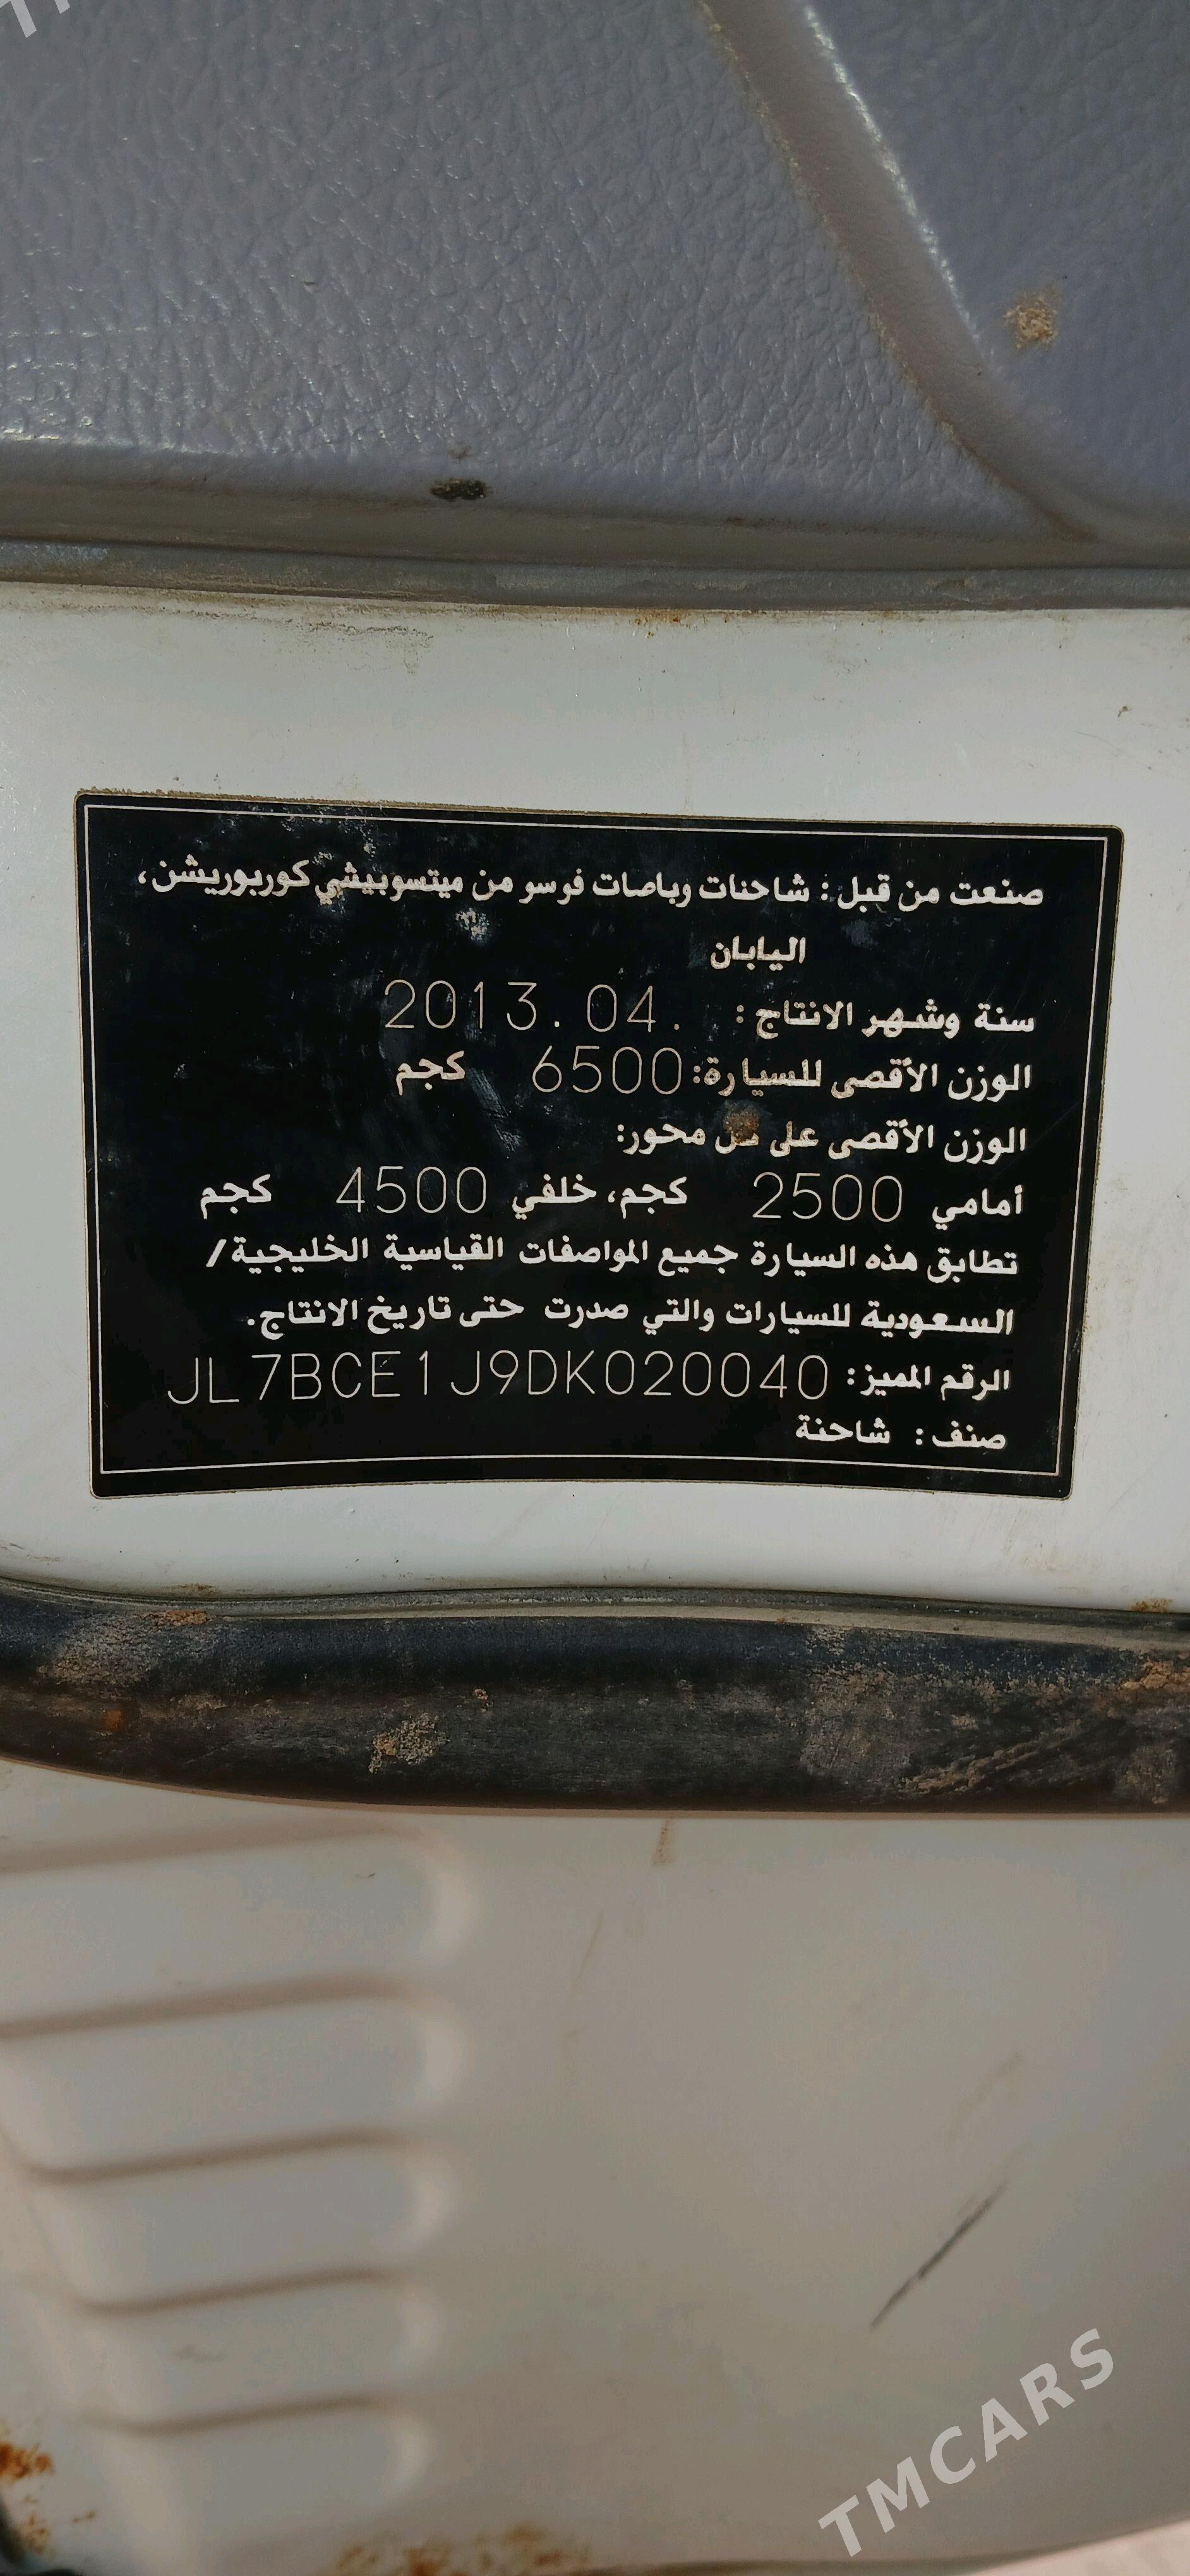 صنعت من قبل: شاحنات وباصات فوسو من ميتسوبيشي كوربوريشن،
اليابان
سنة وشهر الانتاج: 2013.04.
الوزن الأقصى للسيارة: 6500 كجم
الوزن الأقصى على محور:
أمامي 2500 كجم، خلفي 4500 كجم
تطابق هذه السيارة جميع المواصفات القياسية الخليجية/
السعودية للسيارات والتي صدرت حتى تاريخ الانتاج.
الرقم المميز: JL7BCE1J9DK020040
صنف: شاحنة
TMCARS